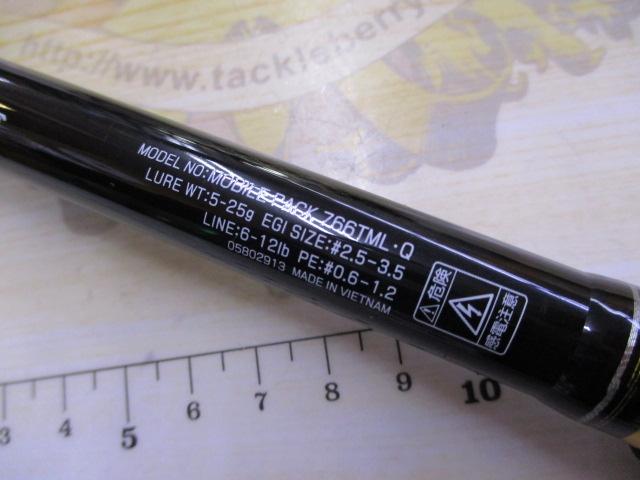 http://www.tackleberry
MODEL NO:MOBILE PACK 766TML·Q
LURE WT:5-25g EGI SIZE:#2.5-3.5
LINE:6-12lb PE:#0.6-1.2
05802913 MADE IN VIETNAM
⚠危険
感電注意
3 4 5 6 7 8 9 10